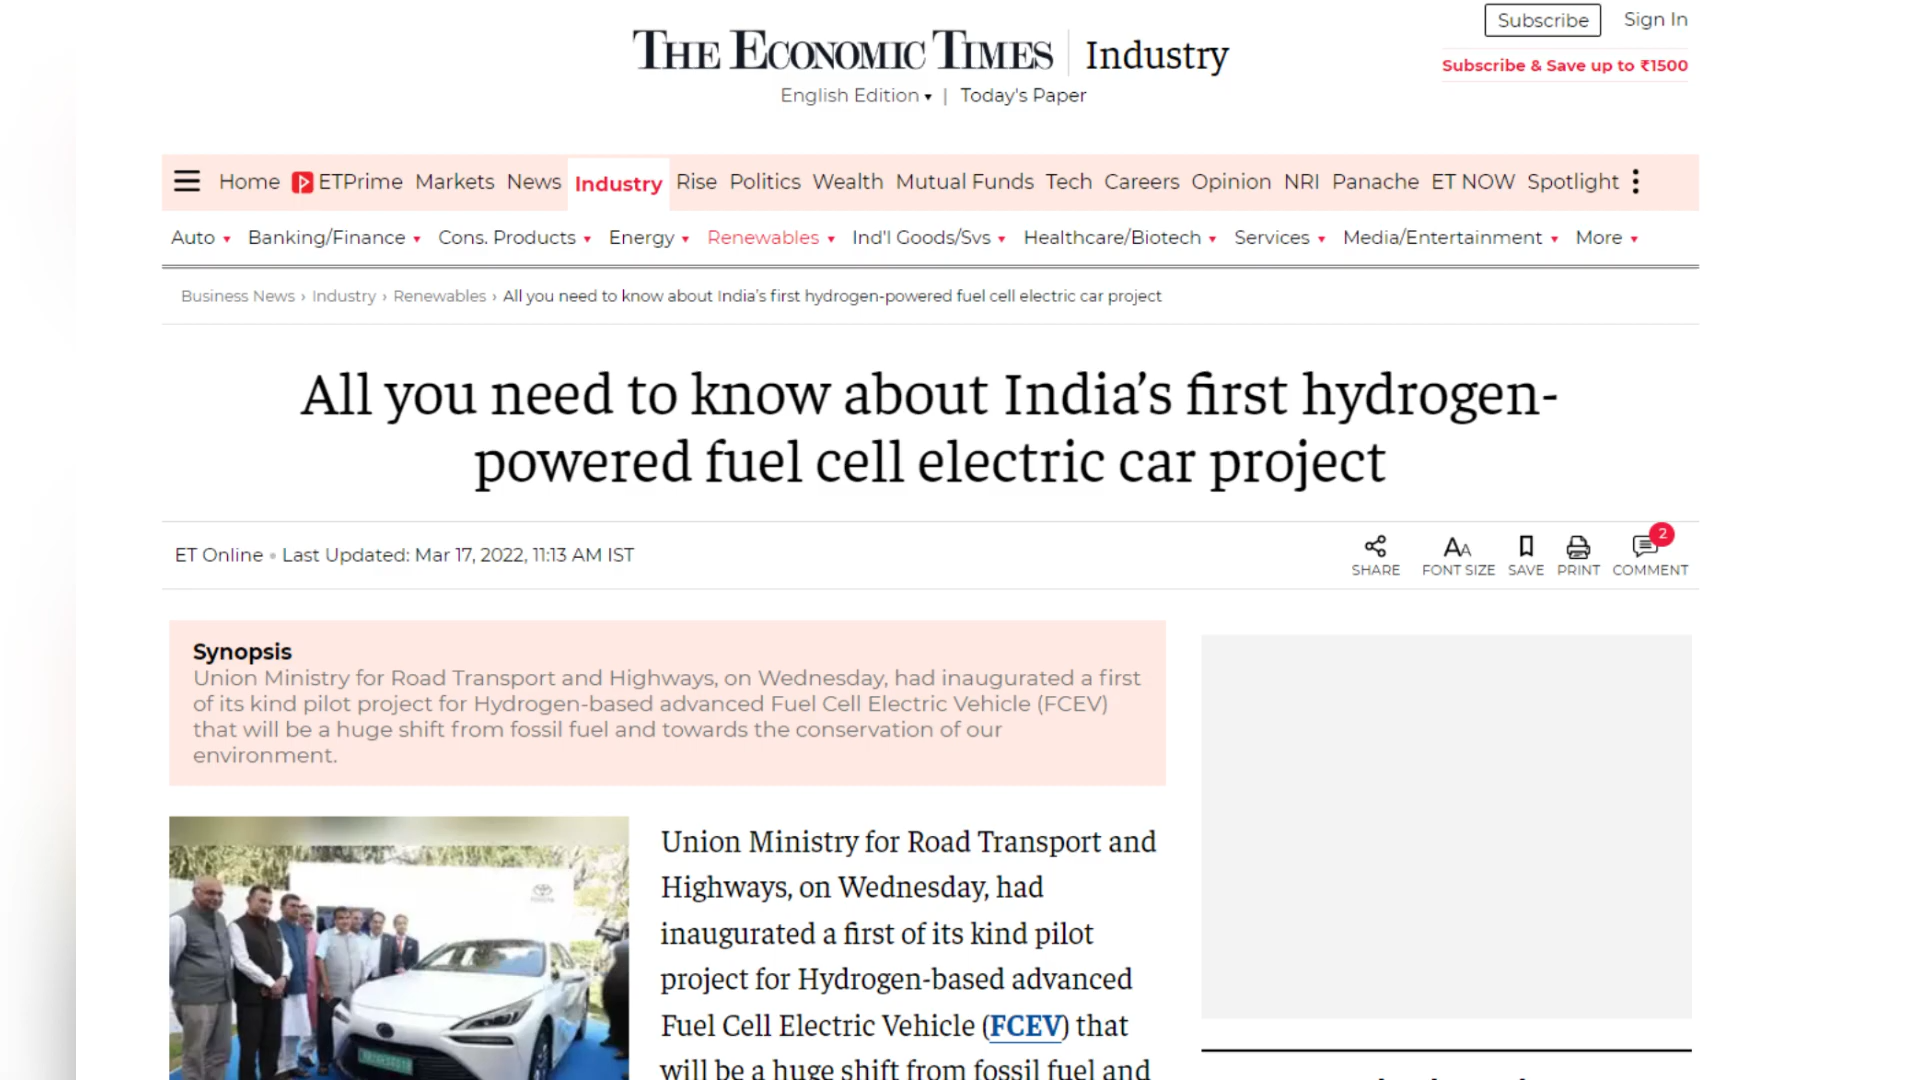 Subscribe
Sign In
THE ECONOMIC TIMES
Industry
Subscribe & Save up to ₹1500
English Edition ▾ | Today's Paper
Home ETPrime Markets News Industry Rise Politics Wealth Mutual Funds Tech Careers Opinion NRI Panache ET NOW Spotlight
Auto Banking/Finance Cons. Products Energy Renewables Ind'l Goods/Svs Healthcare/Biotech Services Media/Entertainment More
Business News › Industry › Renewables › All you need to know about India’s first hydrogen-powered fuel cell electric car project
All you need to know about India’s first hydrogen-
powered fuel cell electric car project
ET Online • Last Updated: Mar 17, 2022, 11:13 AM IST
2
SHARE FONT SIZE SAVE PRINT COMMENT
Synopsis
Union Ministry for Road Transport and Highways, on Wednesday, had inaugurated a first
of its kind pilot project for Hydrogen-based advanced Fuel Cell Electric Vehicle (FCEV)
that will be a huge shift from fossil fuel and towards the conservation of our
environment.
Union Ministry for Road Transport and
Highways, on Wednesday, had
inaugurated a first of its kind pilot
project for Hydrogen-based advanced
Fuel Cell Electric Vehicle (FCEV) that
will be a huge shift from fossil fuel and